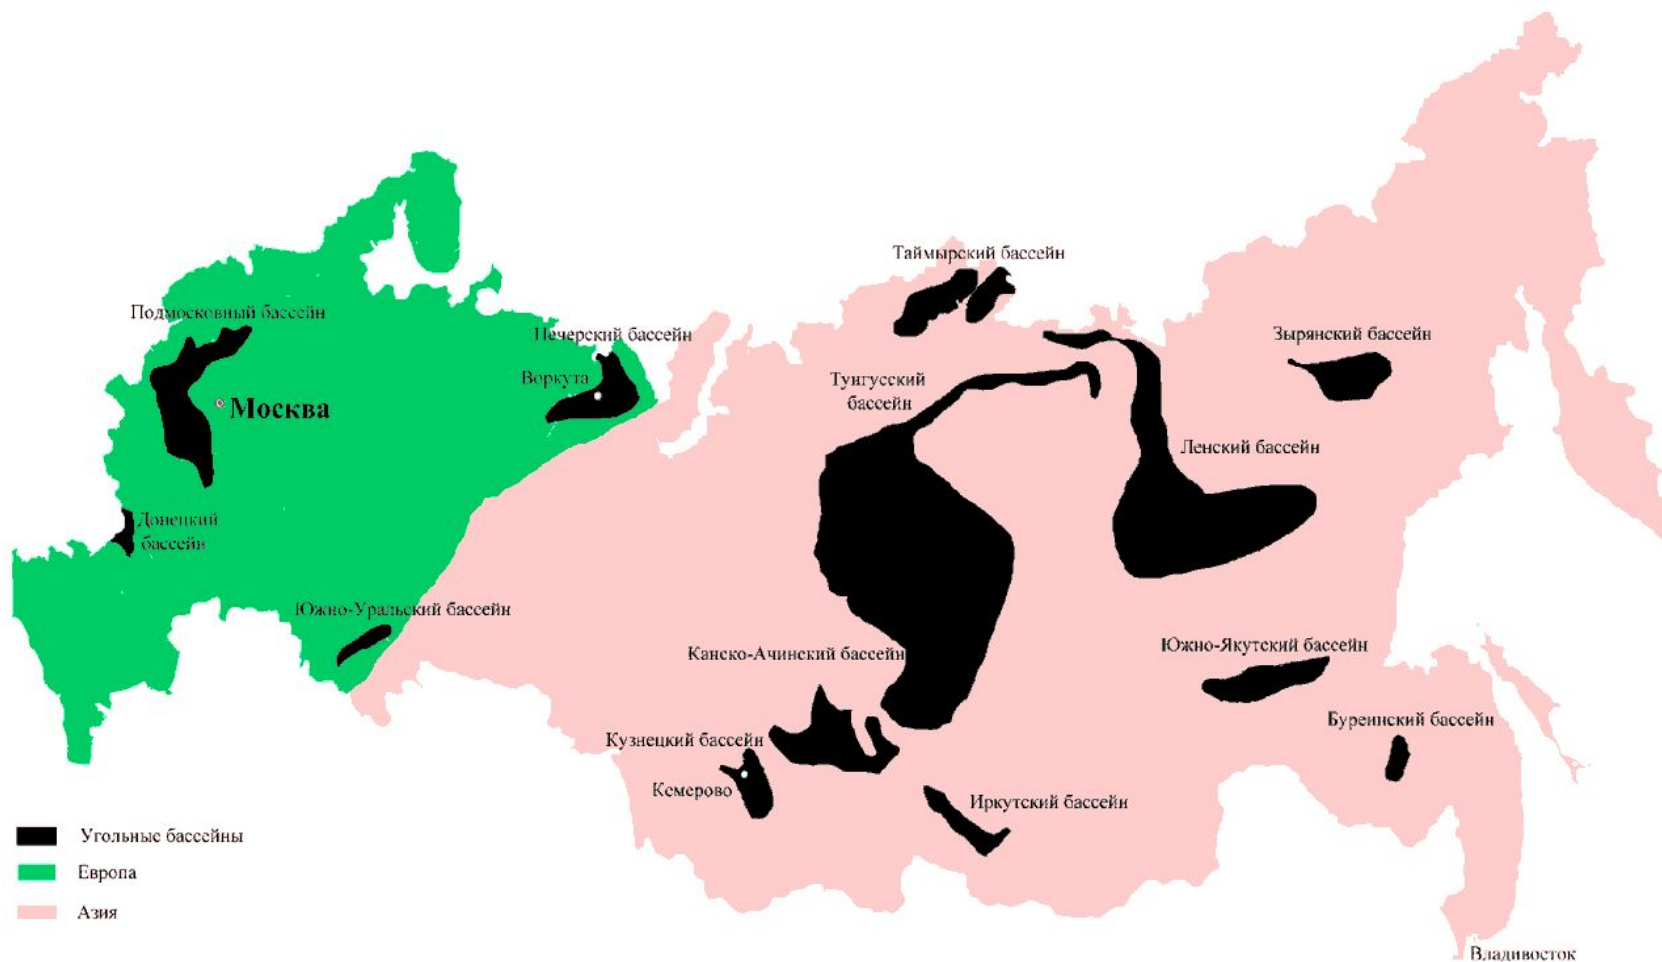 Таймырский бассейн
Подмосковный бассейн
Печерский бассейн
Зырянский бассейн
Воркута
Тунгусский
бассейн
Москва
Ленский бассейн
Донецкий
бассейн
Южно-Уральский бассейн
Канско-Ачинский бассейн
Южно-Якутский бассейн
Буреинский бассейн
Кузнецкий бассейн
Кемерово
Иркутский бассейн
Угольные бассейны
Европа
Азия
Владивосток